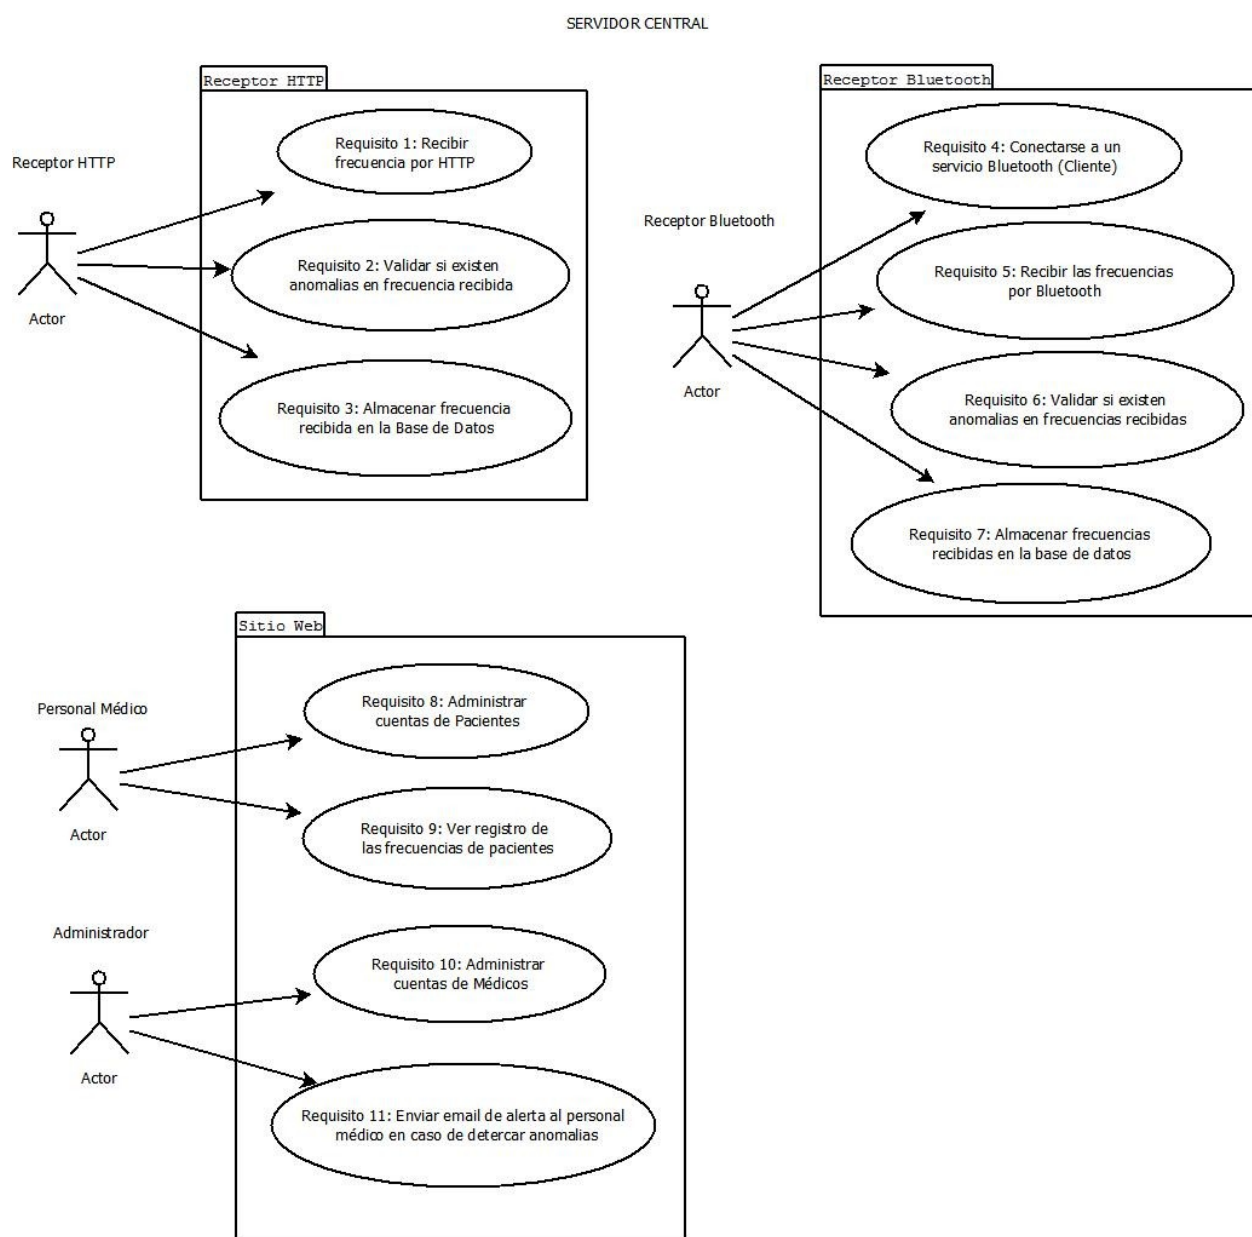 SERVIDOR CENTRAL
Receptor HTTP
Receptor HTTP
Actor
Requisito 1: Recibir
frecuencia por HTTP
Requisito 2: Validar si existen
anomalias en frecuencia recibida
Requisito 3: Almacenar frecuencia
recibida en la Base de Datos
Receptor Bluetooth
Receptor Bluetooth
Actor
Requisito 4: Conectarse a un
servicio Bluetooth (Cliente)
Requisito 5: Recibir las frecuencias
por Bluetooth
Requisito 6: Validar si existen
anomalias en frecuencias recibidas
Requisito 7: Almacenar frecuencias
recibidas en la base de datos
Sitio Web
Personal Médico
Actor
Requisito 8: Administrar
cuentas de Pacientes
Requisito 9: Ver registro de
las frecuencias de pacientes
Administrador
Actor
Requisito 10: Administrar
cuentas de Médicos
Requisito 11: Enviar email de alerta al personal
médico en caso de detercar anomalias